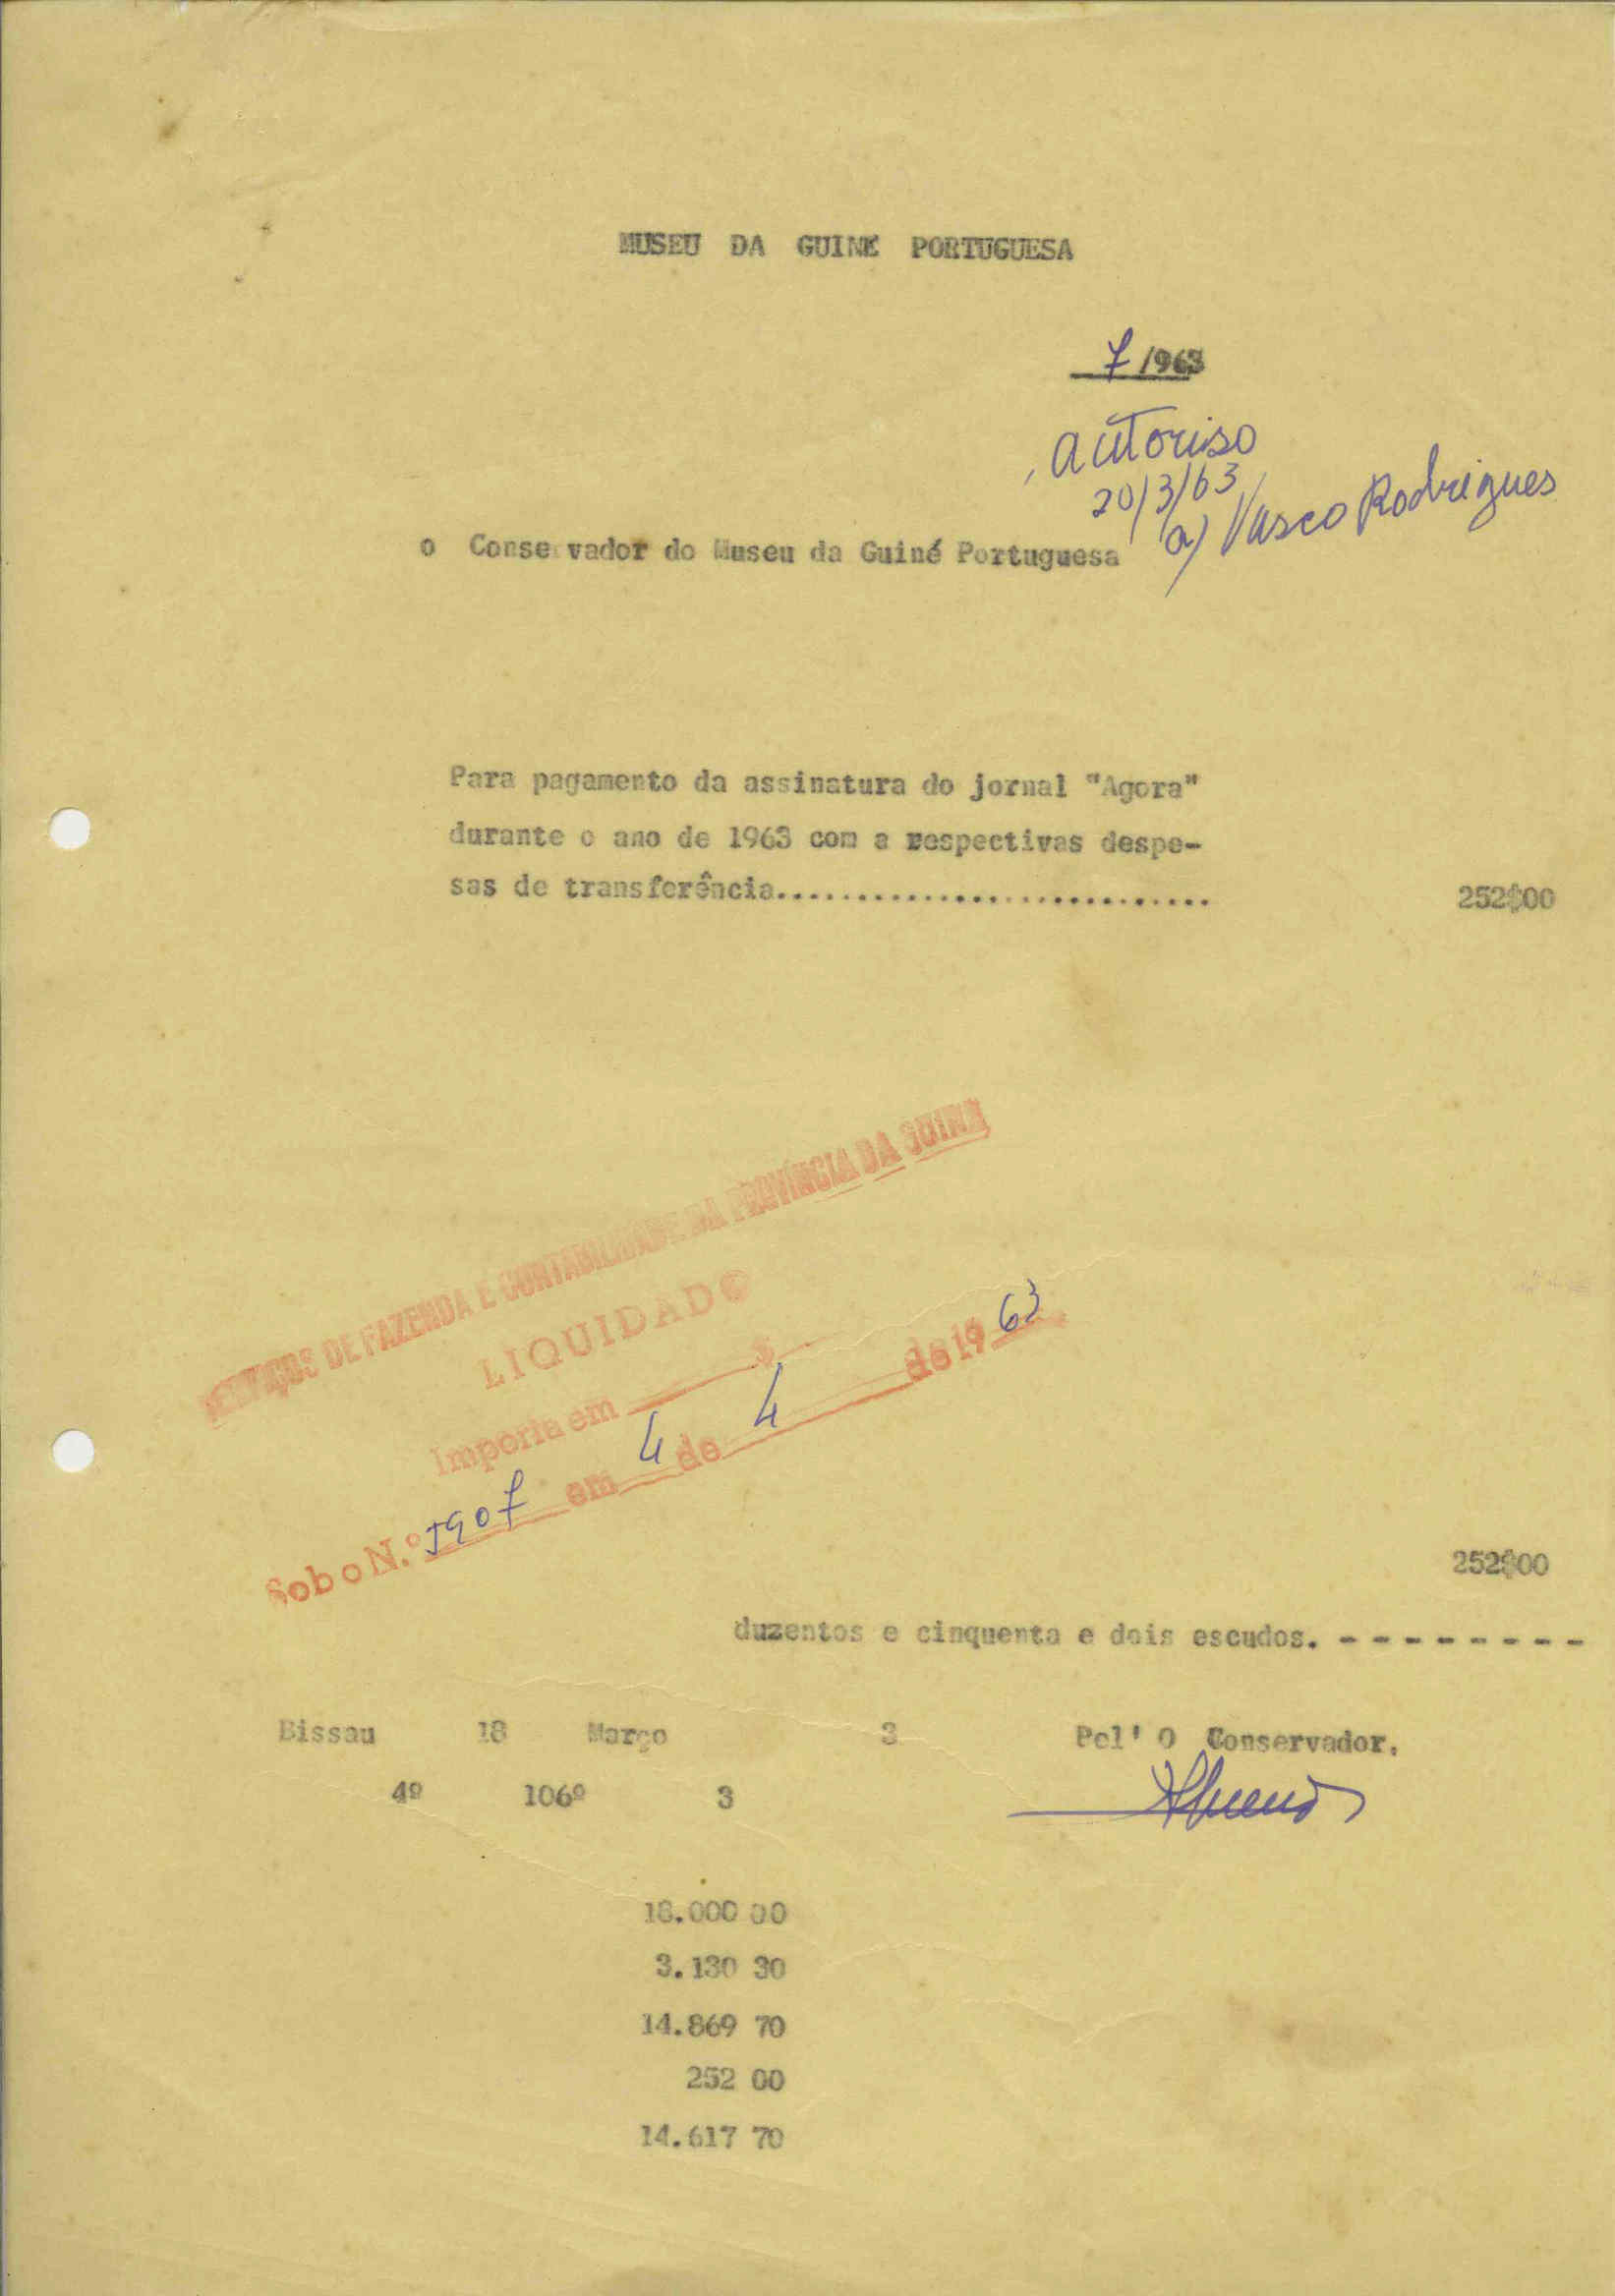 MUSEU DA GUINÉ PORTUGUESA
7/963
autoriso
20/3/63
a) Vasco Rodrigues
o Conservador do Museu da Guiné Portuguesa
Para pagamento da assinatura do jornal "Agora"
durante o ano de 1963 com a respectivas despe-
sas de transferência........................... 252$00
SERVIÇOS DE FAZENDA E CONTABILIDADE DA PROVÍNCIA DA GUINÉ
LIQUIDADO
Importa em $
Sob o N.º 5907 em 4 de 4 de 1963
252$00
duzentos e cinquenta e dois escudos. - - - - - - - -
Bissau 18 Março 3 Pel' O Conservador.
4º 106º 3
18.000 00
3.130 30
14.869 70
252 00
14.617 70